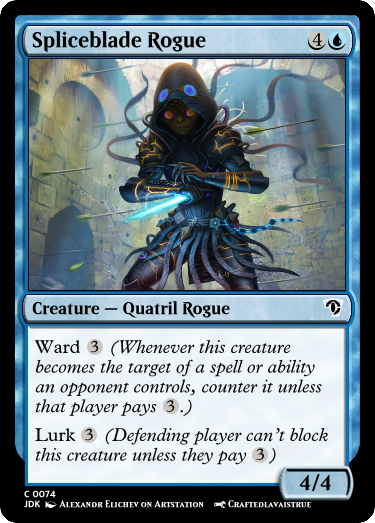 Spliceblade Rogue 4
Creature — Quatril Rogue
Ward 3 (Whenever this creature
becomes the target of a spell or ability
an opponent controls, counter it unless
that player pays 3.)
Lurk 3 (Defending player can't block
this creature unless they pay 3)
4/4
C 0074
JDK Alexandr Elichev on Artstation Craftedlavaistrue